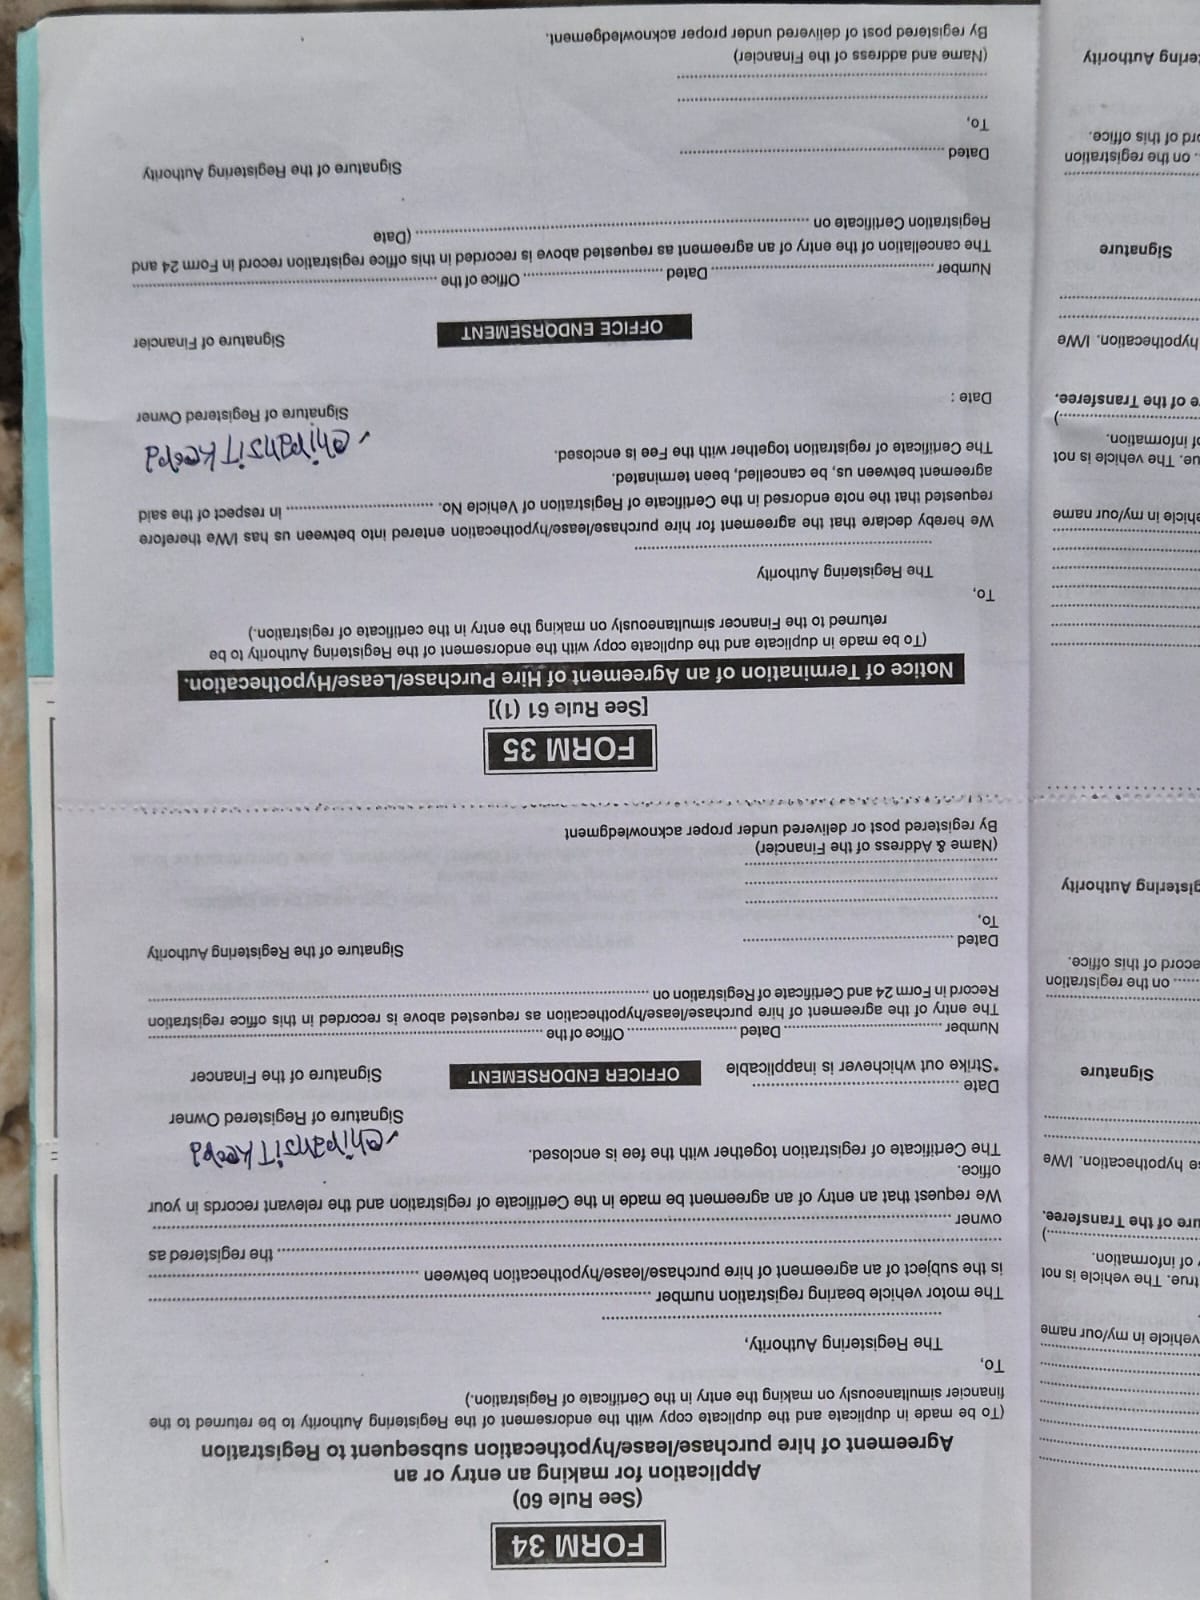 vehicle in my/our name
true. The vehicle is not
of information.
....................)
ure of the Transferee.
se hypothecation. I/We
Signature
....... on the registration
ecord of this office.
gistering Authority
ehicle in my/our name
ue. The vehicle is not
of information.
....................)
e of the Transferee.
hypothecation. I/We
Signature
.. on the registration
ord of this office.
tering Authority
FORM 34
(See Rule 60)
Application for making an entry or an
Agreement of hire purchase/lease/hypothecation subsequent to Registration
(To be made in duplicate and the duplicate copy with the endorsement of the Registering Authority to be returned to the
financier simultaneously on making the entry in the Certificate of Registration.)
To,
The Registering Authority,
....................
The motor vehicle bearing registration number ....................
is the subject of an agreement of hire purchase/lease/hypothecation between ....................
.................... the registered as
owner ....................
We request that an entry of an agreement be made in the Certificate of registration and the relevant records in your
office.
The Certificate of registration together with the fee is enclosed.
✓ChiranjiT Keora
Signature of Registered Owner
Date ....................
*Strike out whichever is inapplicable
OFFICER ENDORSEMENT
Signature of the Financer
Number .................... Dated .................... Office of the ....................
The entry of the agreement of hire purchase/lease/hypothecation as requested above is recorded in this office registration
Record in Form 24 and Certificate of Registration on ....................
Signature of the Registering Authority
Dated ....................
To,
....................
....................
....................
(Name & Address of the Financier)
By registered post or delivered under proper acknowledgment
FORM 35
[See Rule 61 (1)]
Notice of Termination of an Agreement of Hire Purchase/Lease/Hypothecation.
(To be made in duplicate and the duplicate copy with the endorsement of the Registering Authority to be
returned to the Financer simultaneously on making the entry in the certificate of registration.)
To,
The Registering Authority
....................
We hereby declare that the agreement for hire purchase/lease/hypothecation entered into between us has I/We therefore
requested that the note endorsed in the Certificate of Registration of Vehicle No. .................... in respect of the said
agreement between us, be cancelled, been terminated.
The Certificate of registration together with the Fee is enclosed.
✓ChiranjiT Keora
Signature of Registered Owner
Date :
Signature of Financier
OFFICE ENDORSEMENT
Number .................... Dated .................... Office of the ....................
The cancellation of the entry of an agreement as requested above is recorded in this office registration record in Form 24 and
Registration Certificate on .................... (Date
Signature of the Registering Authority
Dated ....................
To,
....................
....................
(Name and address of the Financier)
By registered post of delivered under proper acknowledgement.